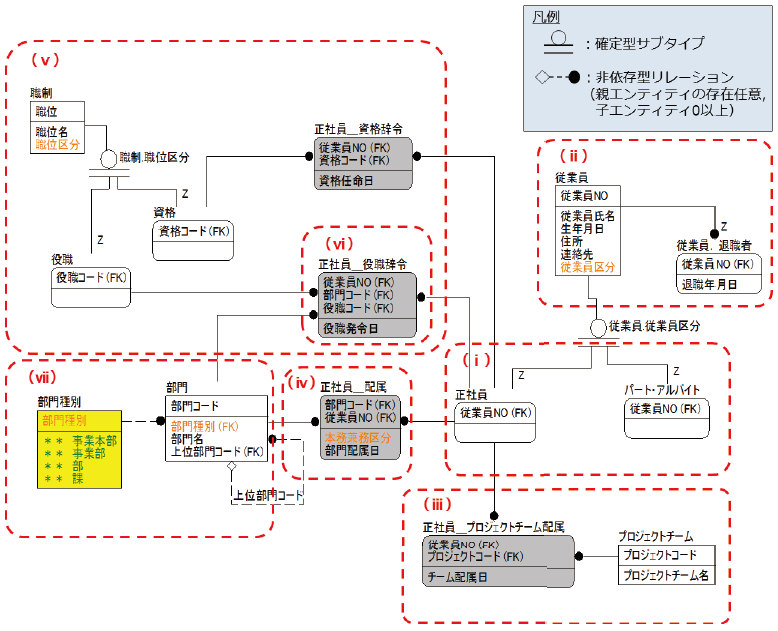 凡例
：確定型サブタイプ
：非依存型リレーション
（親エンティティの存在任意，
子エンティティ0以上）
（ⅴ）
職制
職位
職位名
職位区分
職制.職位区分
Z
Z
資格
資格コード(FK)
役職
役職コード(FK)
正社員__資格辞令
従業員NO (FK)
資格コード(FK)
資格任命日
（ⅵ）
正社員__役職辞令
従業員NO (FK)
部門コード(FK)
役職コード(FK)
役職発令日
（ⅱ）
従業員
従業員NO
従業員氏名
生年月日
住所
連絡先
従業員区分
Z
従業員．退職者
従業員NO (FK)
退職年月日
従業員.従業員区分
（ⅰ）
Z
Z
正社員
従業員NO (FK)
パート・アルバイト
従業員NO (FK)
（ⅶ）
部門種別
部門種別
＊＊ 事業本部
＊＊ 事業部
＊＊ 部
＊＊ 課
部門
部門コード
部門種別(FK)
部門名
上位部門コード(FK)
上位部門コード
（ⅳ）
正社員__配属
部門コード(FK)
従業員NO (FK)
本務兼務区分
部門配属日
（ⅲ）
正社員__プロジェクトチーム配属
従業員NO (FK)
プロジェクトコード(FK)
チーム配属日
プロジェクトチーム
プロジェクトコード
プロジェクトチーム名